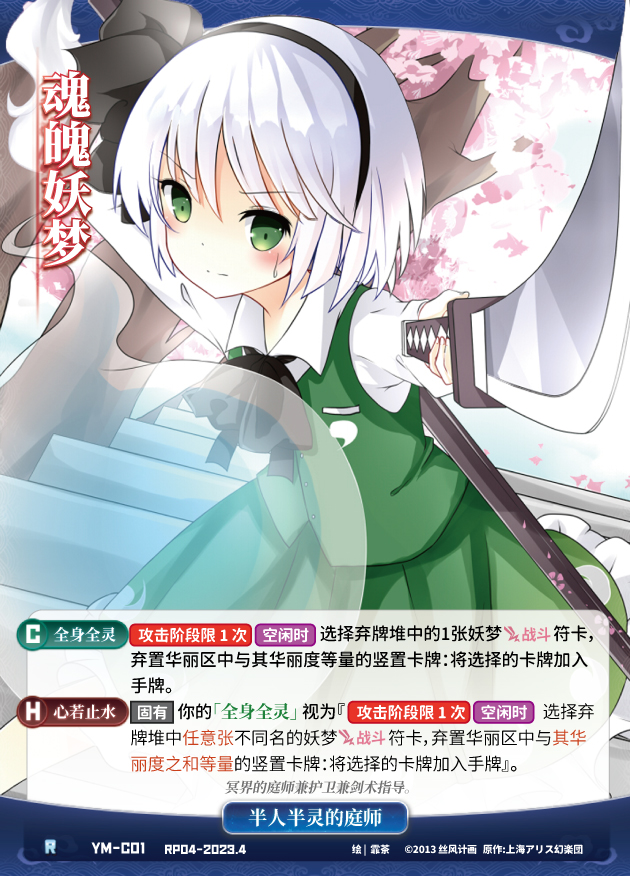 魂魄妖梦
C 全身全灵 攻击阶段限1次 空闲时 选择弃牌堆中的1张妖梦战斗符卡，
弃置华丽区中与其华丽度等量的竖置卡牌：将选择的卡牌加入
手牌。
H 心若止水 固有 你的「全身全灵」视为『攻击阶段限1次 空闲时 选择弃
牌堆中任意张不同名的妖梦战斗符卡，弃置华丽区中与其华
丽度之和等量的竖置卡牌：将选择的卡牌加入手牌』。
冥界的庭师兼护卫兼剑术指导。
半人半灵的庭师
R YM-C01 RP04-2023.4 绘| 霏茶 ©2013 丝风计画 原作:上海アリス幻楽団